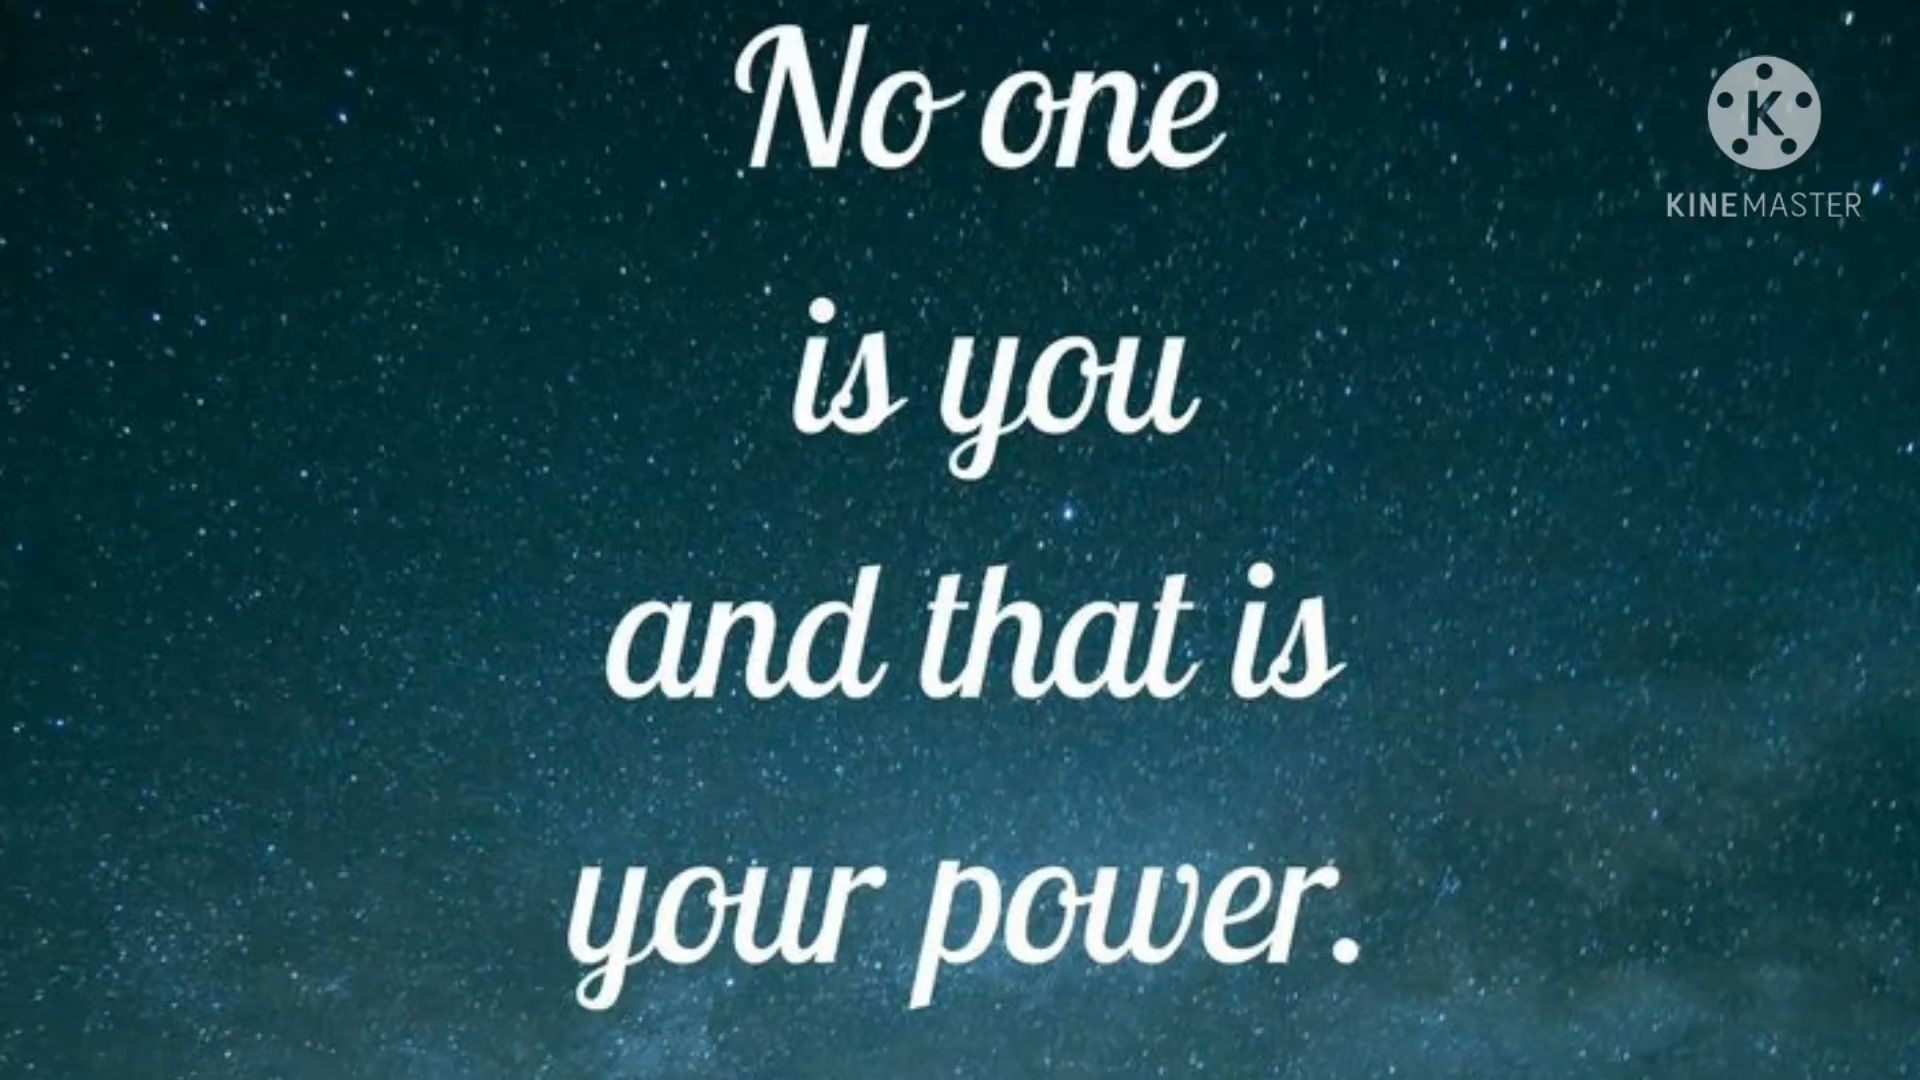 No one
is you
and that is
your power.
K
KINEMASTER